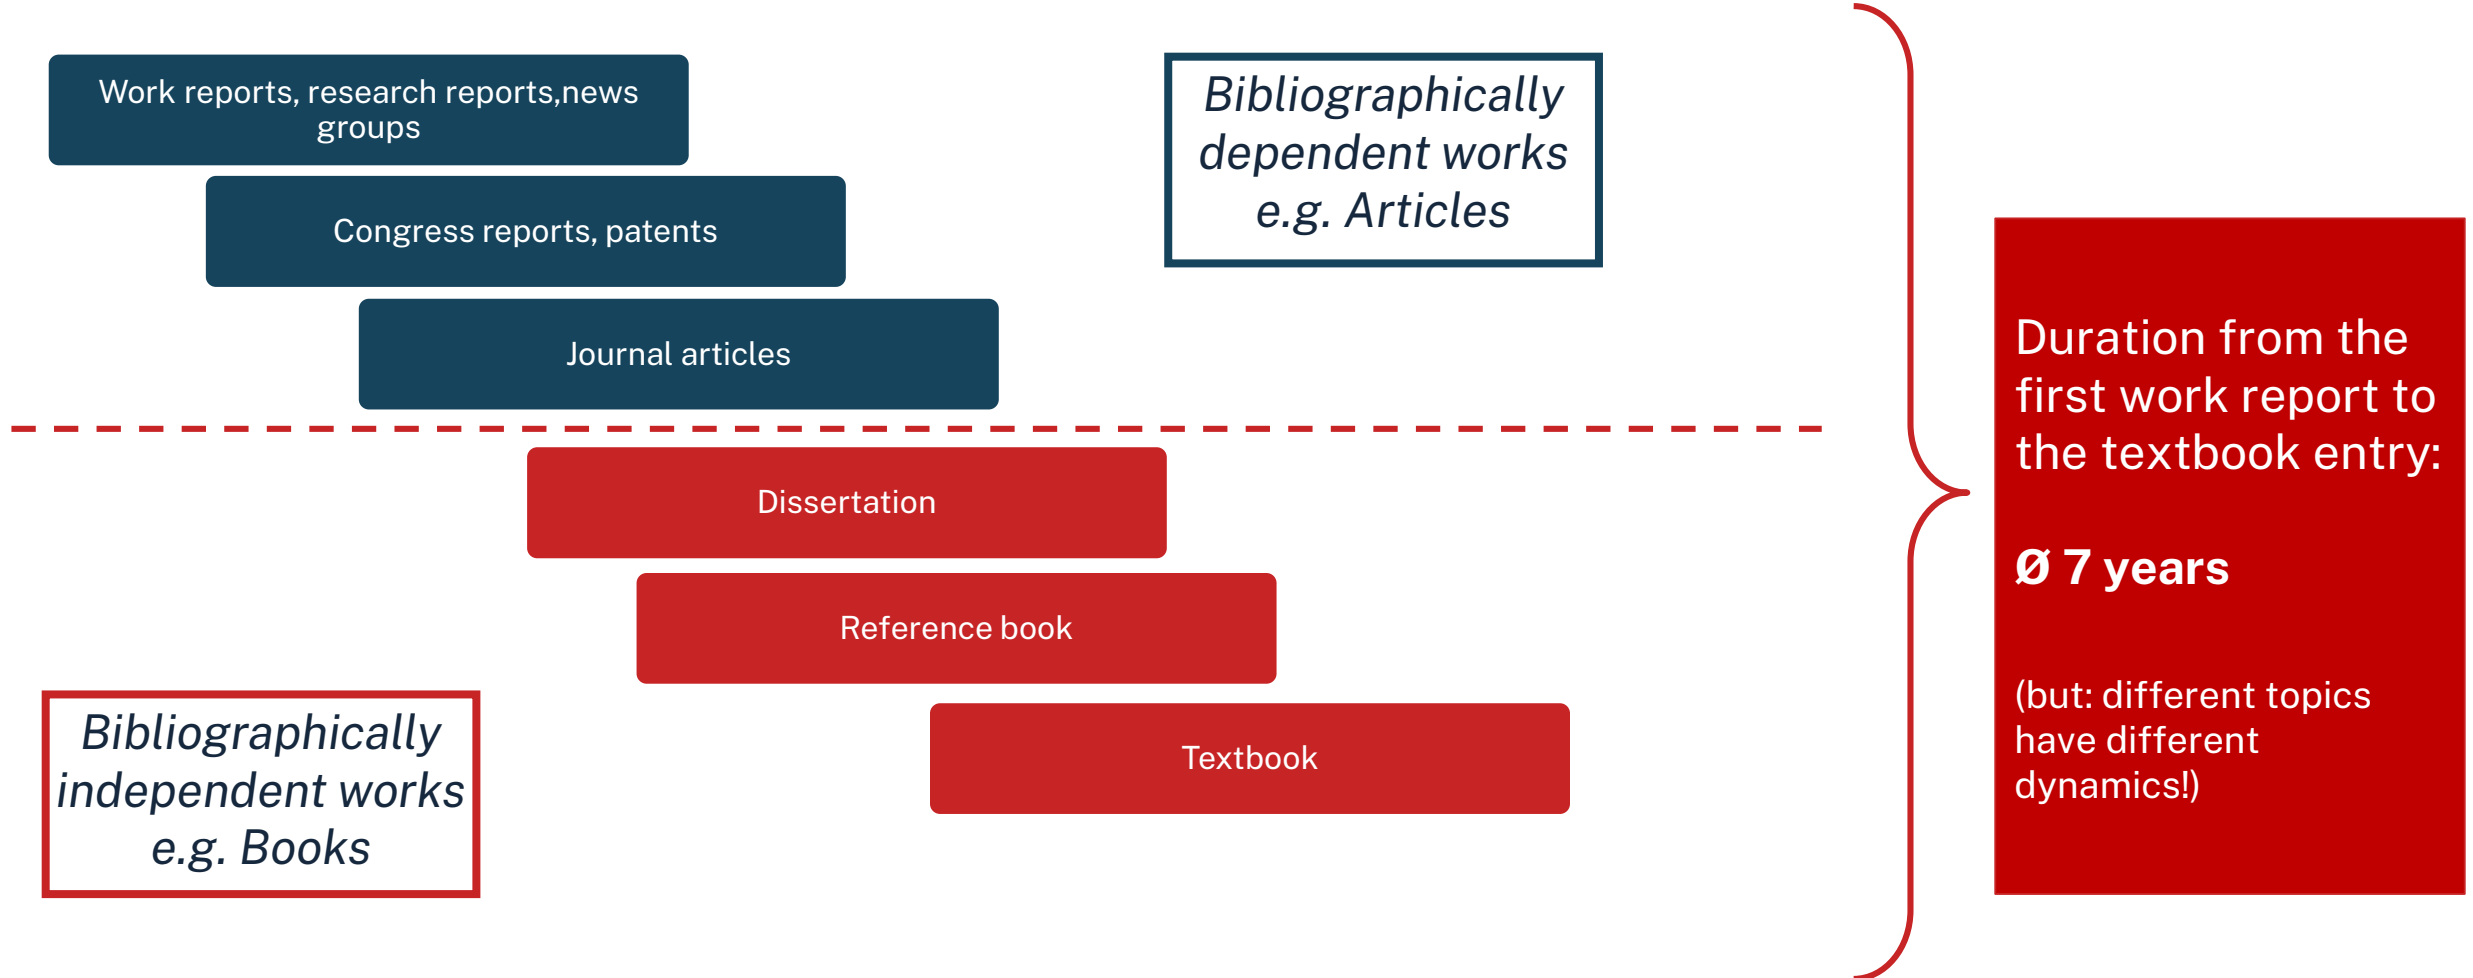 Work reports, research reports,news
groups
Congress reports, patents
Journal articles
Bibliographically
dependent works
e.g. Articles
Dissertation
Reference book
Textbook
Bibliographically
independent works
e.g. Books
Duration from the
first work report to
the textbook entry:
Ø 7 years
(but: different topics
have different
dynamics!)